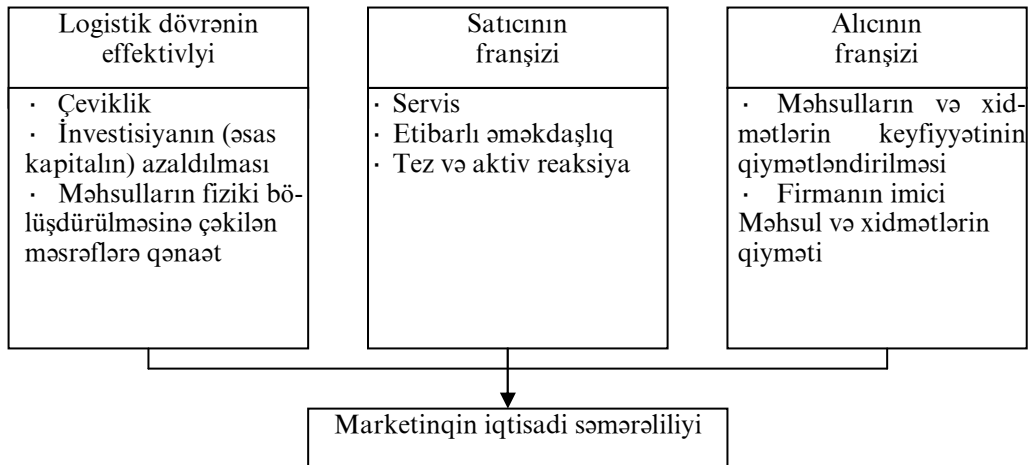 Logistik dövrənin
effektivlyi
· Çeviklik
· İnvestisiyanın (əsas
kapitalın) azaldılması
· Məhsulların fiziki bö-
lüşdürülməsinə çəkilən
məsrəflərə qənaət
Satıcının
franşizi
· Servis
· Etibarlı əməkdaşlıq
· Tez və aktiv reaksiya
Alıcının
franşizi
· Məhsulların və xid-
mətlərin keyfiyyətinin
qiymətləndirilməsi
· Firmanın imici
Məhsul və xidmətlərin
qiyməti
Marketinqin iqtisadi səmərəliliyi